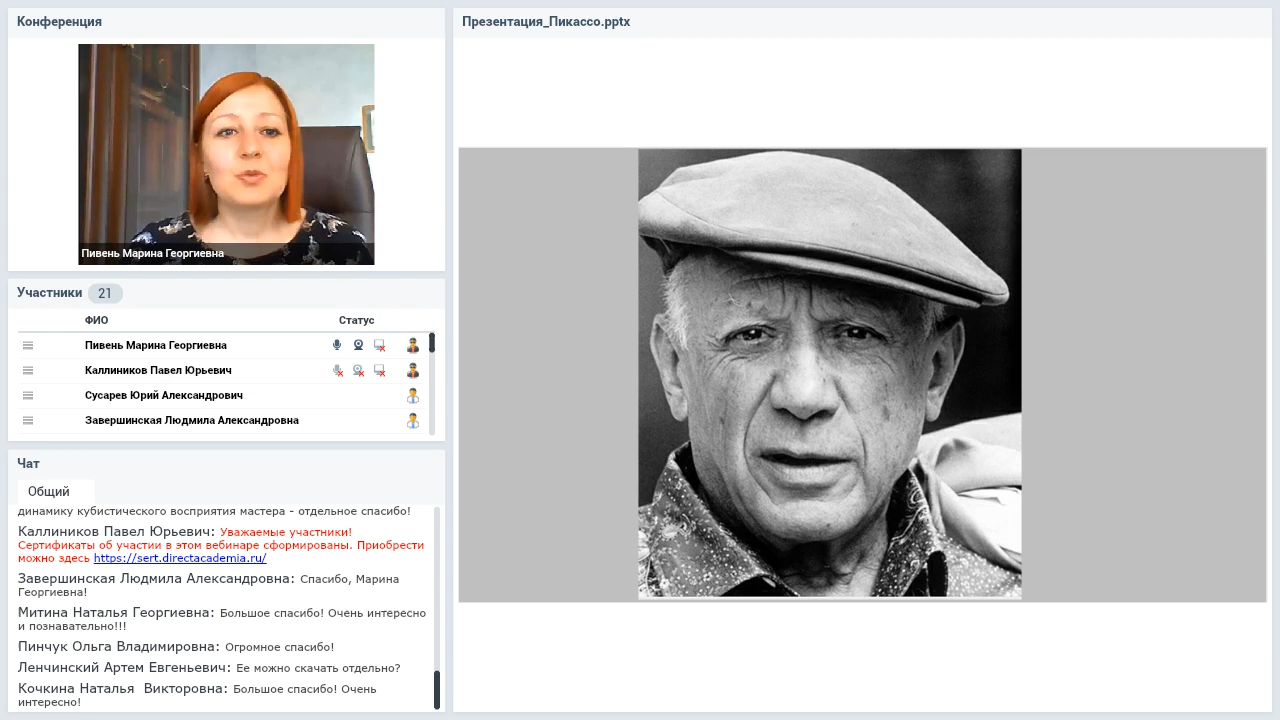 Конференция
Пивень Марина Георгиевна
Участники 21
ФИО Статус
Пивень Марина Георгиевна
Каллиников Павел Юрьевич
Сусарев Юрий Александрович
Завершинская Людмила Александровна
Чат
Общий
динамику кубистического восприятия мастера - отдельное спасибо!
Каллиников Павел Юрьевич: Уважаемые участники!
Сертификаты об участии в этом вебинаре сформированы. Приобрести
можно здесь https://sert.directacademia.ru/
Завершинская Людмила Александровна: Спасибо, Марина
Георгиевна!
Митина Наталья Георгиевна: Большое спасибо! Очень интересно
и познавательно!!!
Пинчук Ольга Владимировна: Огромное спасибо!
Ленчинский Артем Евгеньевич: Ее можно скачать отдельно?
Кочкина Наталья  Викторовна: Большое спасибо! Очень
интересно!
Презентация_Пикассо.pptx